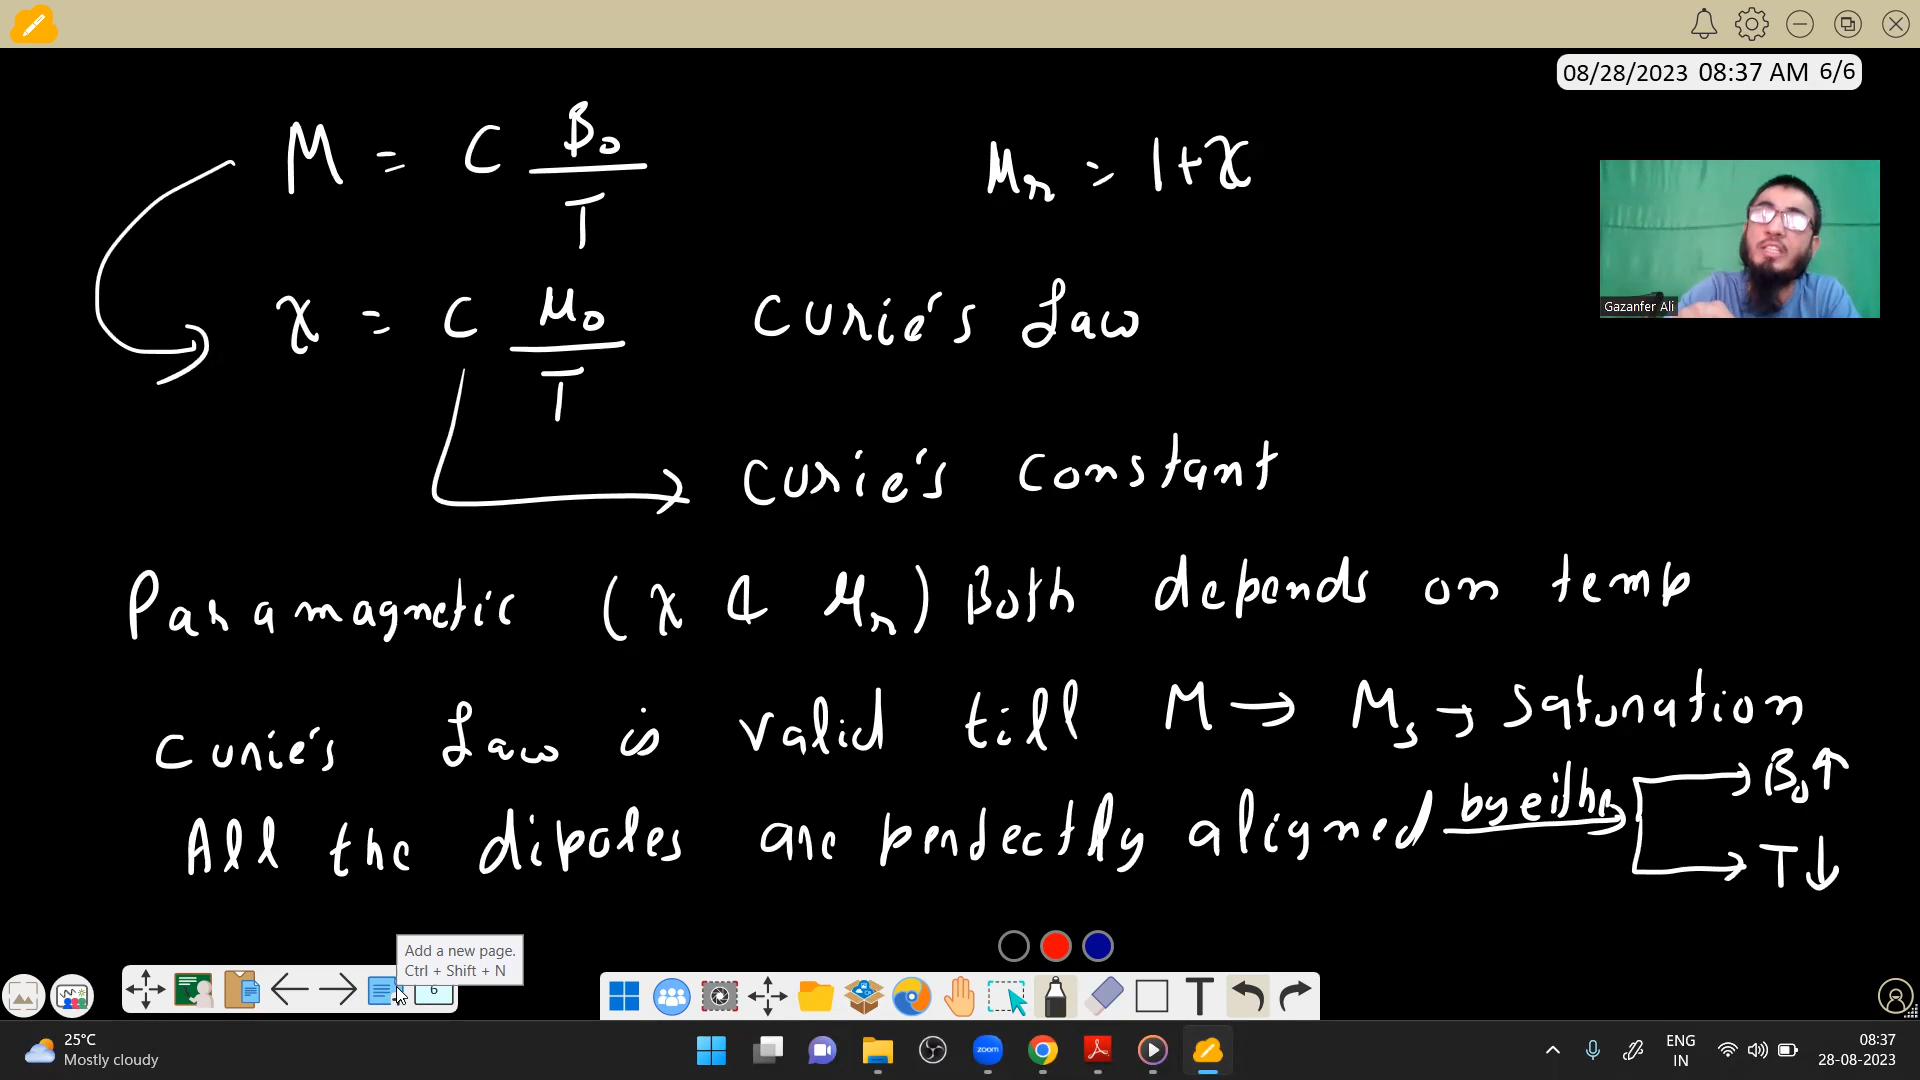 08/28/2023 08:37 AM 6/6
M = C B₀/T
μr = 1+χ
Gazanfer Ali
χ = C μ₀/T Curie's Law
Curie's constant
Paramagnetic (χ & μr) Both depends on temp
Curie's Law is valid till M → Ms → saturation
All the dipoles are perfectly aligned by either → B₀↑
→ T↓
Add a new page.
Ctrl + Shift + N
6
25°C
Mostly cloudy
zoom
ENG
IN
08:37
28-08-2023